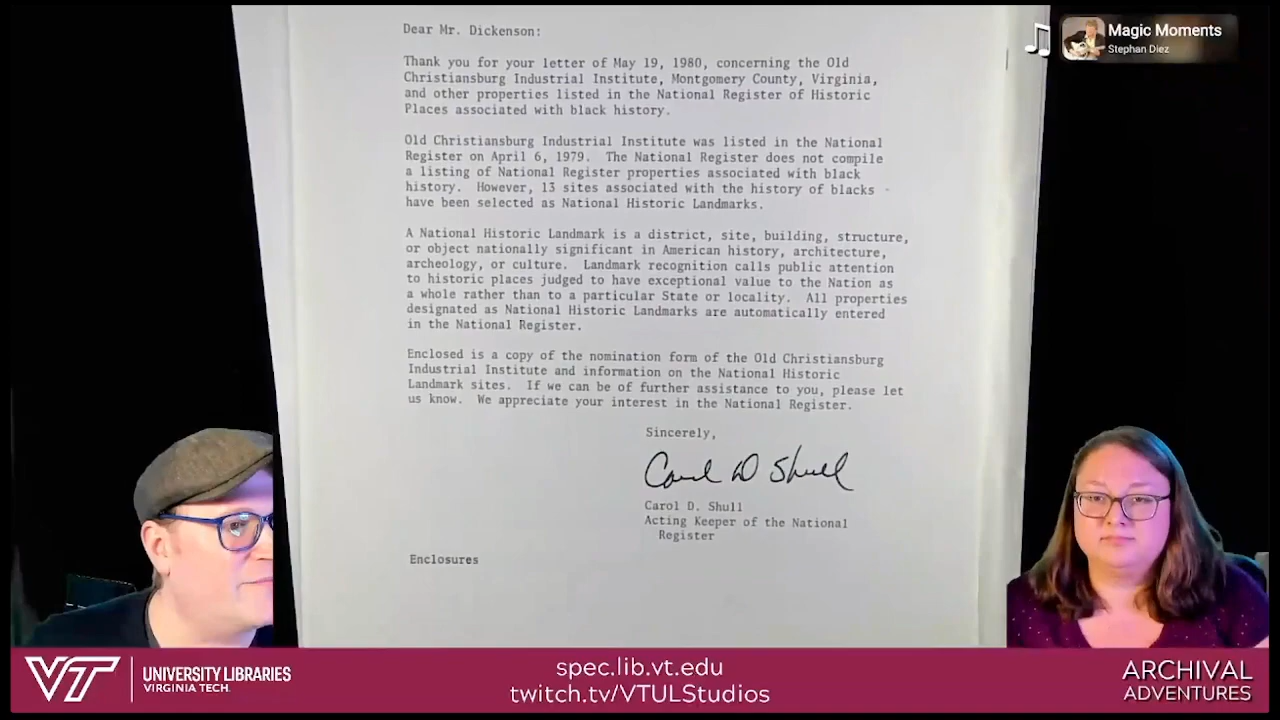 Dear Mr. Dickenson:
Thank you for your letter of May 19, 1980, concerning the Old
Christiansburg Industrial Institute, Montgomery County, Virginia,
and other properties listed in the National Register of Historic
Places associated with black history.
Old Christiansburg Industrial Institute was listed in the National
Register on April 6, 1979. The National Register does not compile
a listing of National Register properties associated with black
history. However, 13 sites associated with the history of blacks
have been selected as National Historic Landmarks.
A National Historic Landmark is a district, site, building, structure,
or object nationally significant in American history, architecture,
archeology, or culture. Landmark recognition calls public attention
to historic places judged to have exceptional value to the Nation as
a whole rather than to a particular State or locality. All properties
designated as National Historic Landmarks are automatically entered
in the National Register.
Enclosed is a copy of the nomination form of the Old Christiansburg
Industrial Institute and information on the National Historic
Landmark sites. If we can be of further assistance to you, please let
us know. We appreciate your interest in the National Register.
Sincerely,
Carol D Shull
Carol D. Shull
Acting Keeper of the National
Register
Enclosures
Magic Moments
Stephan Diez
VT
UNIVERSITY LIBRARIES
VIRGINIA TECH.
spec.lib.vt.edu
twitch.tv/VTULStudios
ARCHIVAL
ADVENTURES